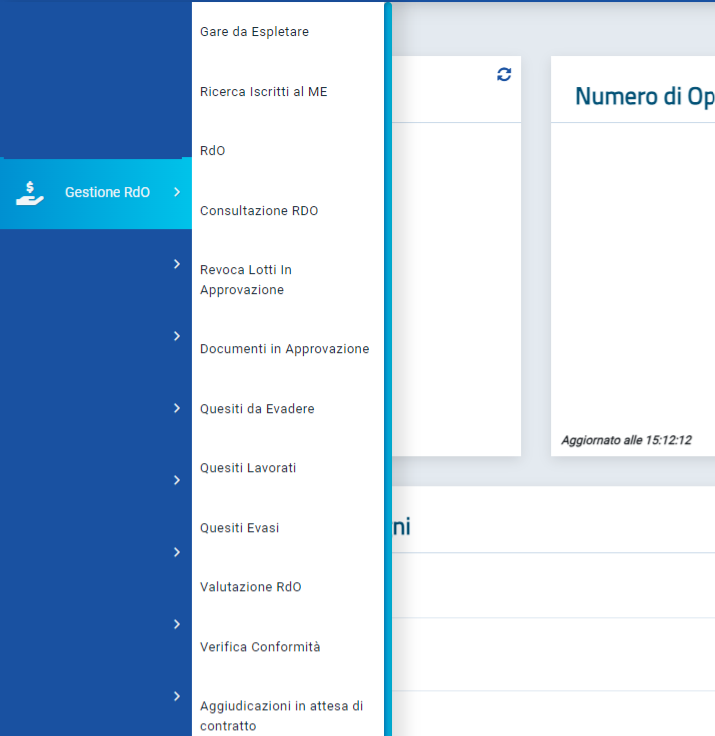 Gare da Espletare
Ricerca Iscritti al ME
RdO
Gestione RdO
Consultazione RDO
Revoca Lotti In
Approvazione
Documenti in Approvazione
Quesiti da Evadere
Quesiti Lavorati
Quesiti Evasi
Valutazione RdO
Verifica Conformità
Aggiudicazioni in attesa di
contratto
Numero di Op
Aggiornato alle 15:12:12
ni